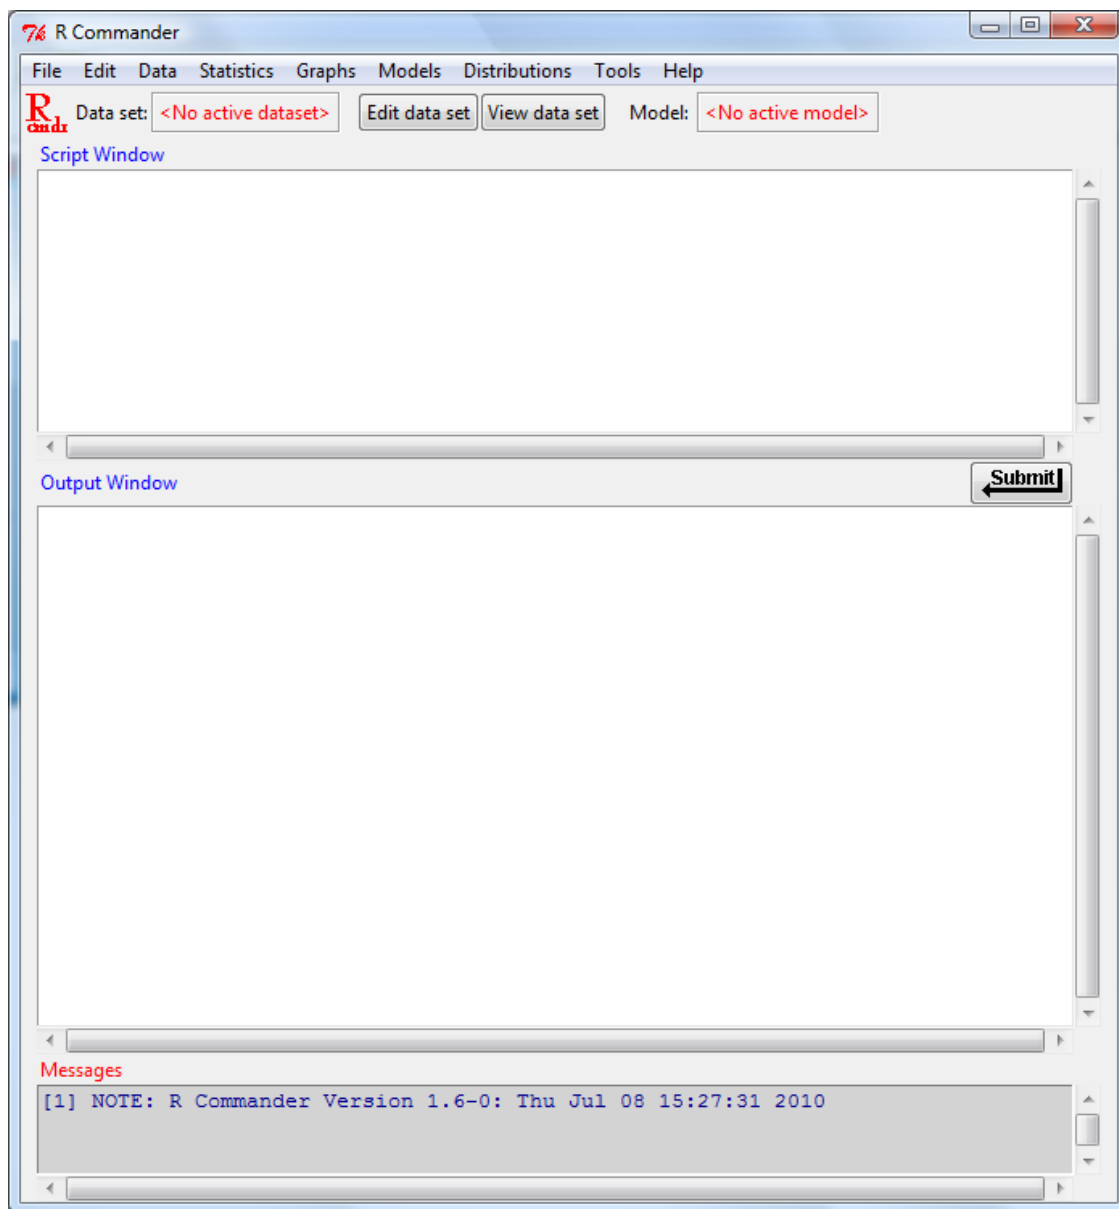 R Commander
File Edit Data Statistics Graphs Models Distributions Tools Help
R cmdr Data set: <No active dataset> Edit data set View data set Model: <No active model>
Script Window
Output Window Submit
Messages
[1] NOTE: R Commander Version 1.6-0: Thu Jul 08 15:27:31 2010